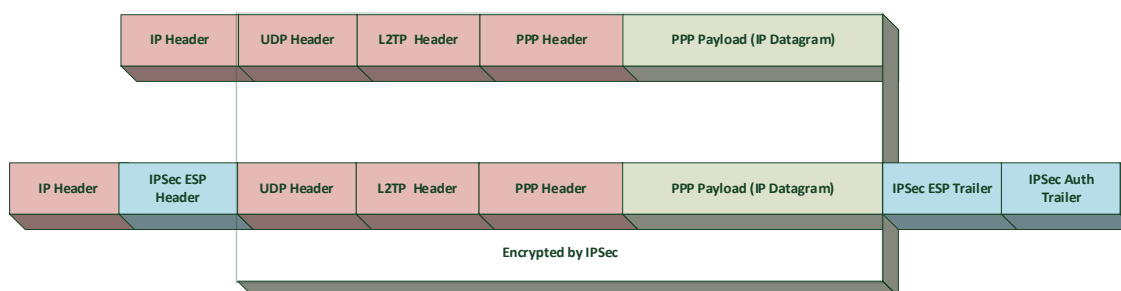 IP Header UDP Header L2TP Header PPP Header PPP Payload (IP Datagram)
IP Header IPSec ESP Header UDP Header L2TP Header PPP Header PPP Payload (IP Datagram) IPSec ESP Trailer IPSec Auth Trailer
Encrypted by IPSec